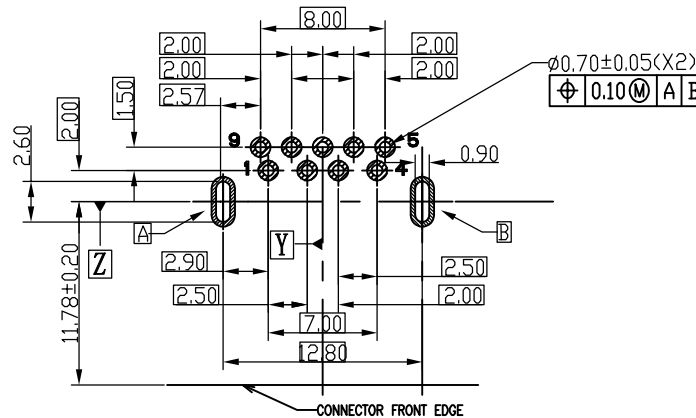 8.00
2.00 2.00
2.00 2.00
2.57
⌀0.70±0.05(X2)
⌖ 0.10Ⓜ A B
2.60
2.00
1.50
9 5
0.90
1 4
A B
Z
Y
2.90 2.50
2.50 2.00
7.00
12.80
11.78±0.20
CONNECTOR FRONT EDGE